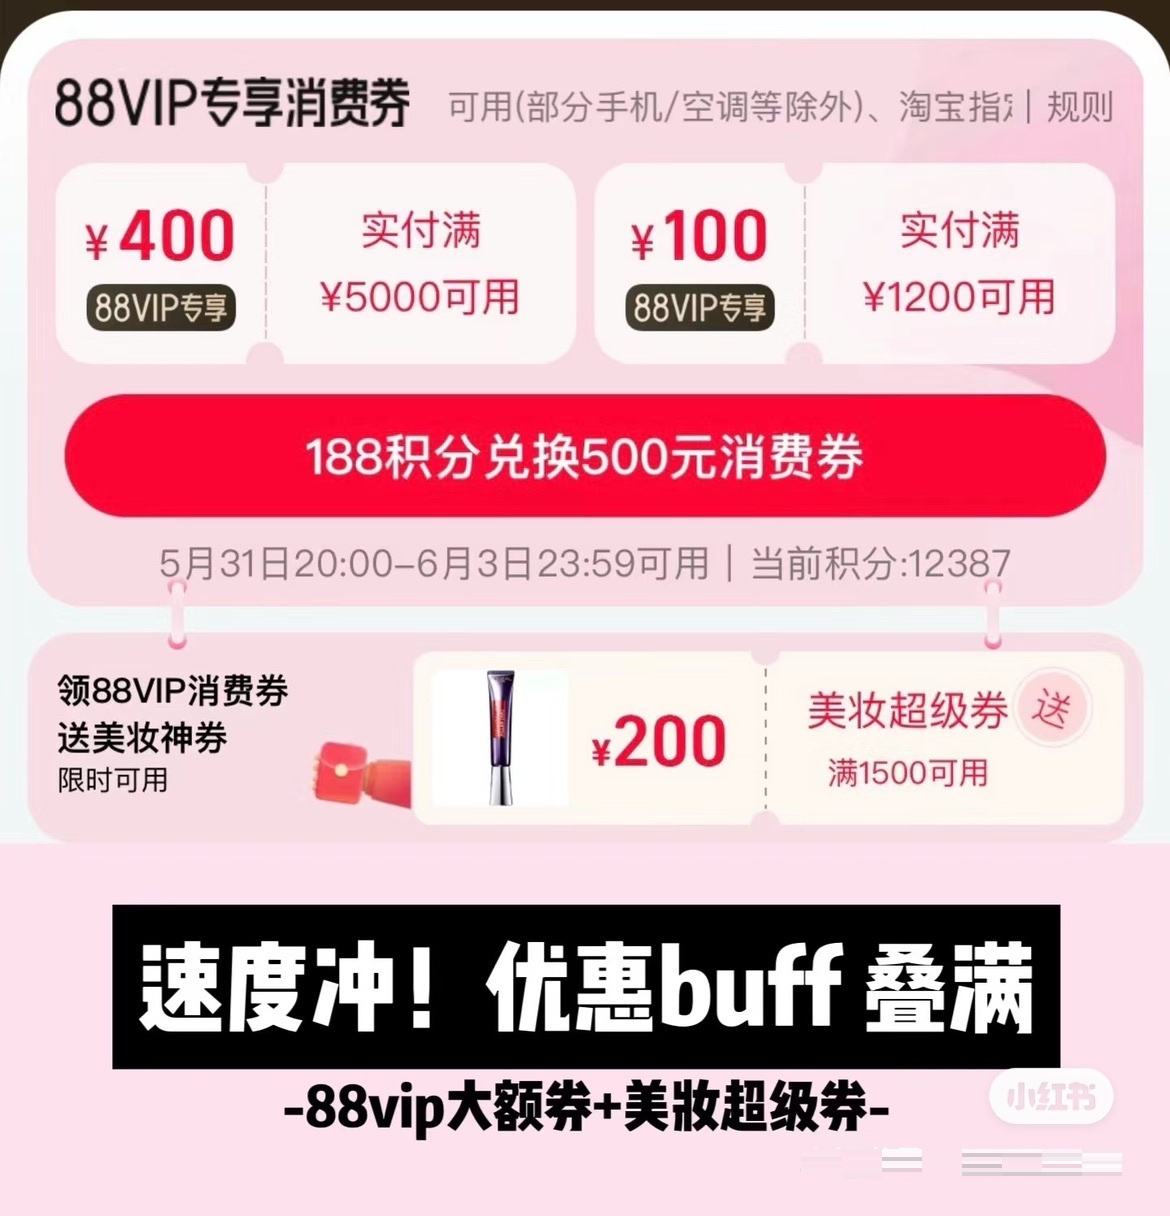 88VIP专享消费券 可用(部分手机/空调等除外)、淘宝指定 | 规则
¥400
88VIP专享
实付满
¥5000可用
¥100
88VIP专享
实付满
¥1200可用
188积分兑换500元消费券
5月31日20:00-6月3日23:59可用 | 当前积分:12387
领88VIP消费券
送美妆神券
限时可用
¥200
美妆超级券
送
满1500可用
速度冲！优惠buff 叠满
-88vip大额券+美妆超级券-
小红书